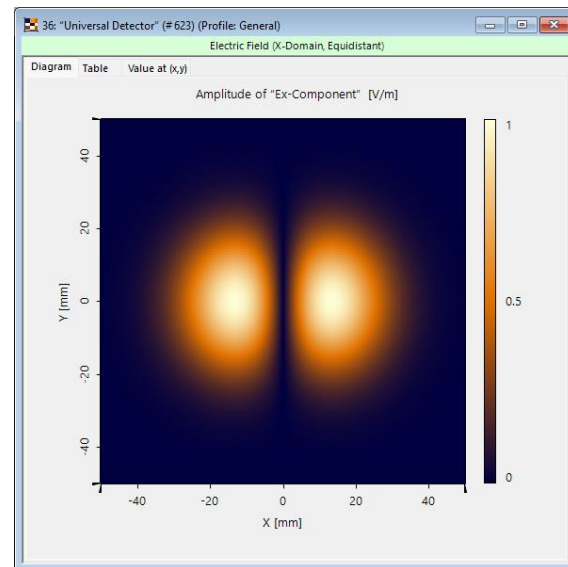 36: "Universal Detector" (# 623) (Profile: General)
Electric Field (X-Domain, Equidistant)
Diagram Table Value at (x,y)
Amplitude of "Ex-Component" [V/m]
1
0.5
0
Y [mm]
40
20
0
-20
-40
-40 -20 0 20 40
X [mm]